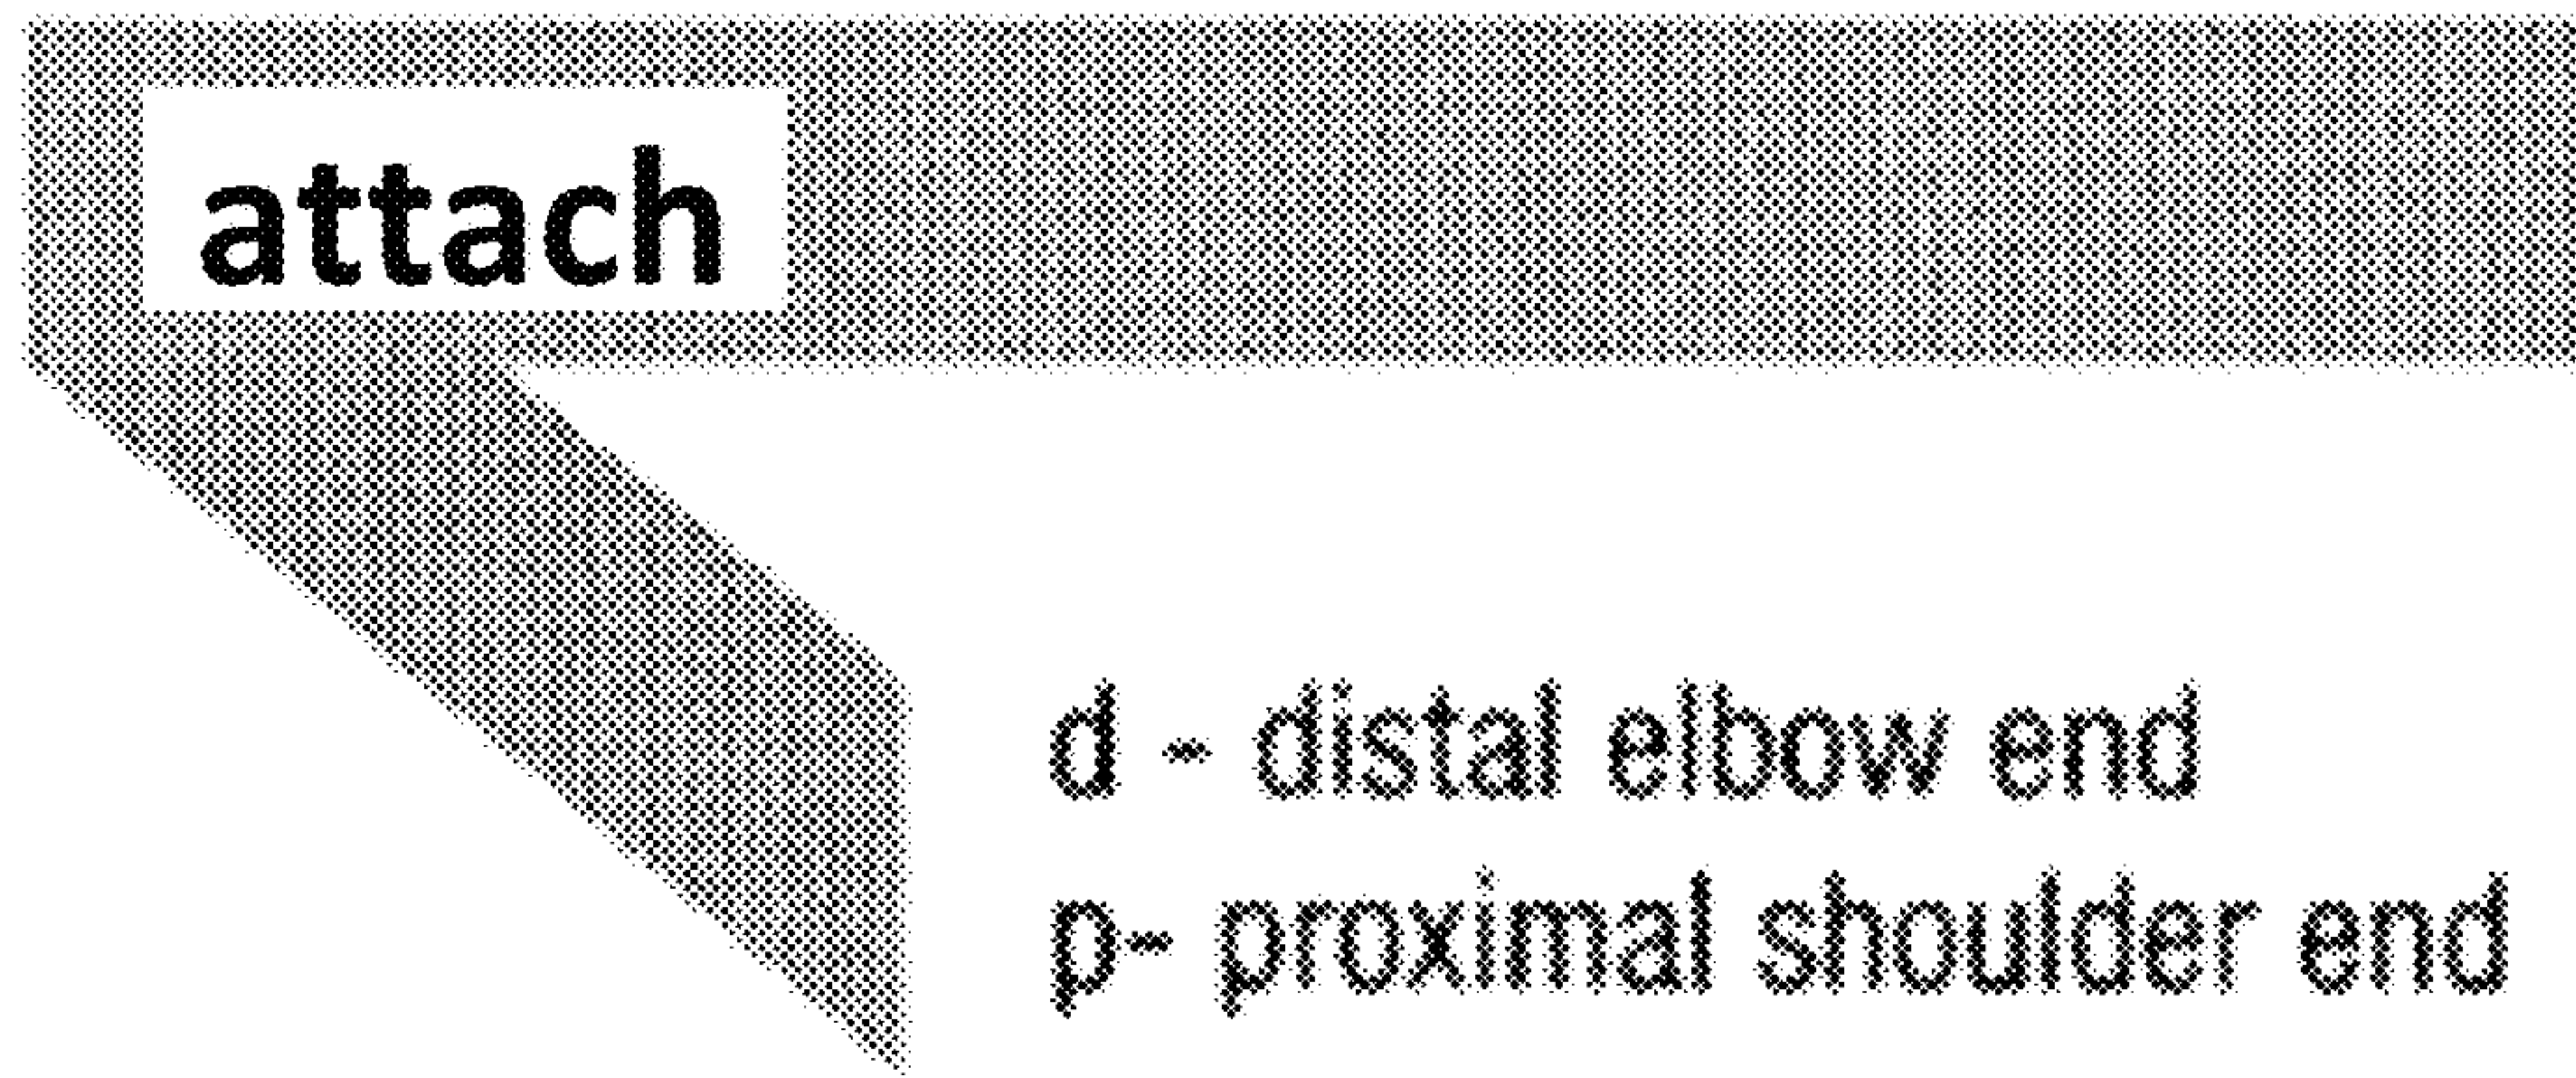 attach
d - distal elbow end
p- proximal shoulder end